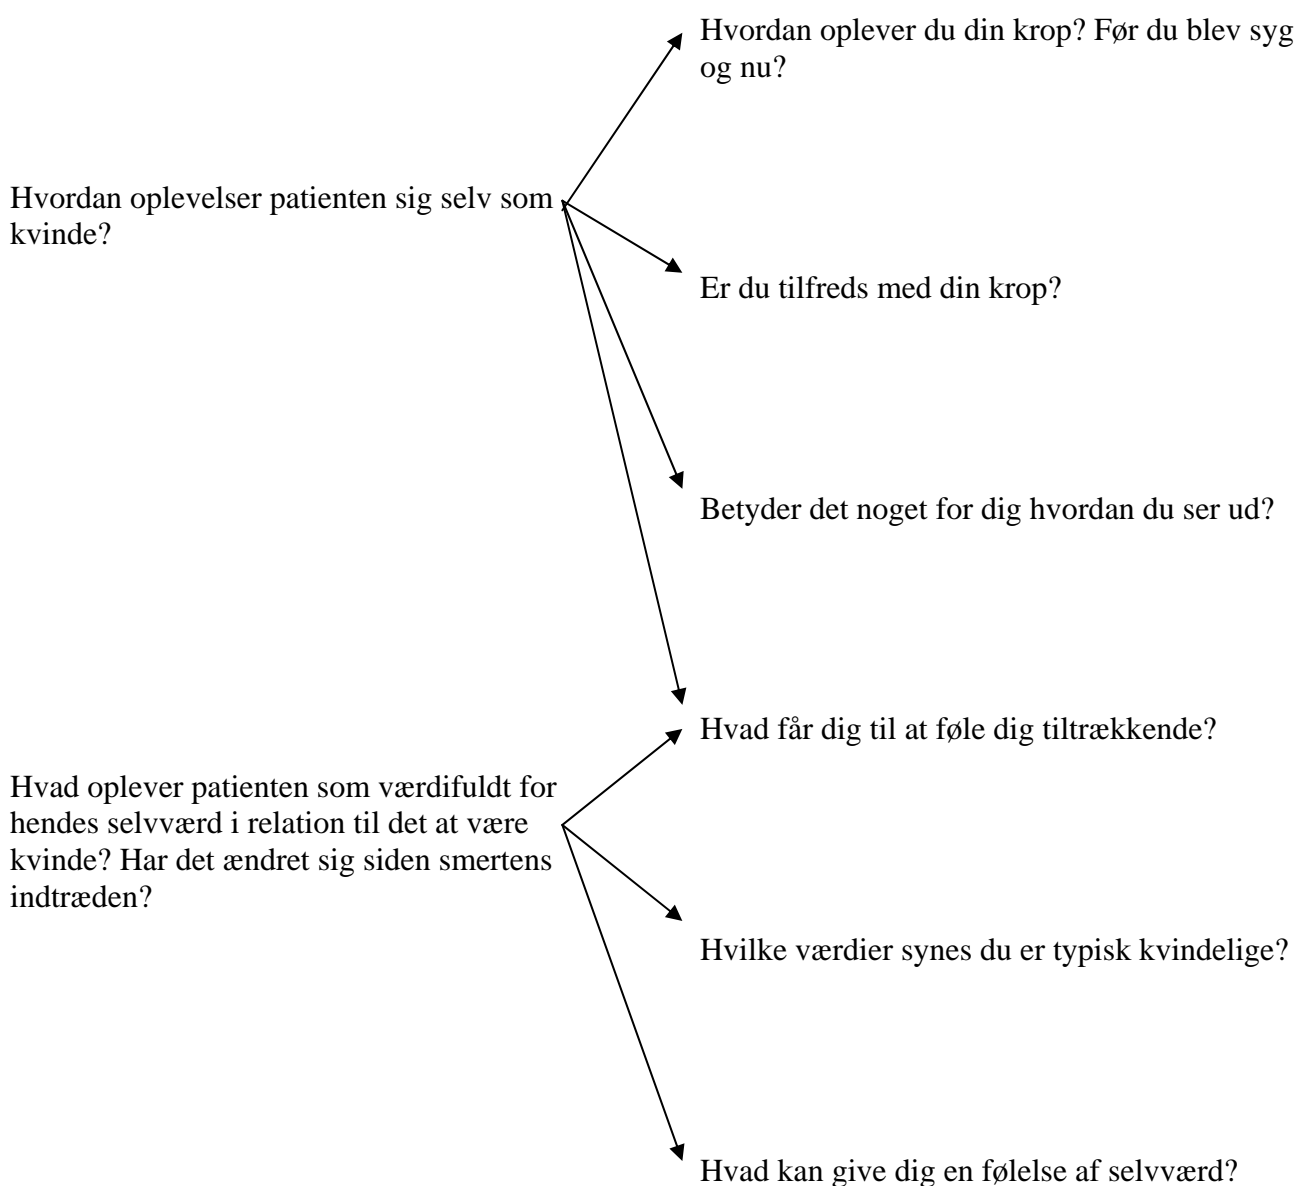 Hvordan oplever du din krop? Før du blev syg
og nu?
Hvordan oplevelser patienten sig selv som
kvinde?
Er du tilfreds med din krop?
Betyder det noget for dig hvordan du ser ud?
Hvad får dig til at føle dig tiltrækkende?
Hvad oplever patienten som værdifuldt for
hendes selvværd i relation til det at være
kvinde? Har det ændret sig siden smertens
indtræden?
Hvilke værdier synes du er typisk kvindelige?
Hvad kan give dig en følelse af selvværd?